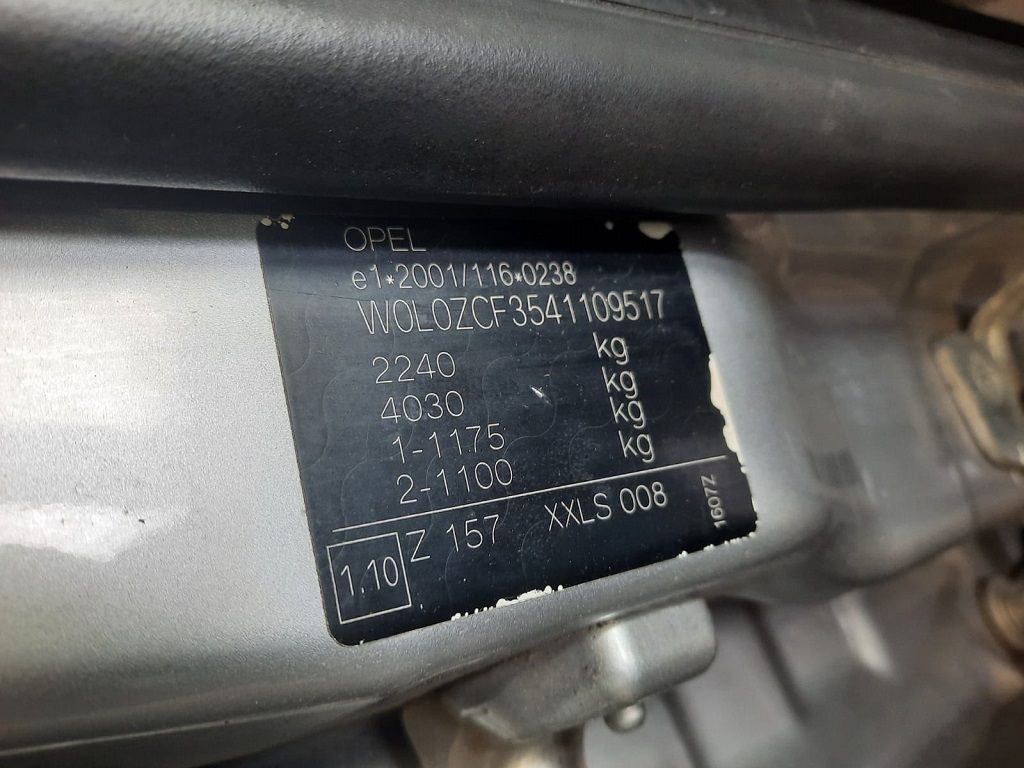 OPEL
e1*2001/116*0238
W0L0ZCF3541109517
2240 kg
4030 kg
1-1175 kg
2-1100 kg
1.10 Z 157 XXLS 008
1607Z